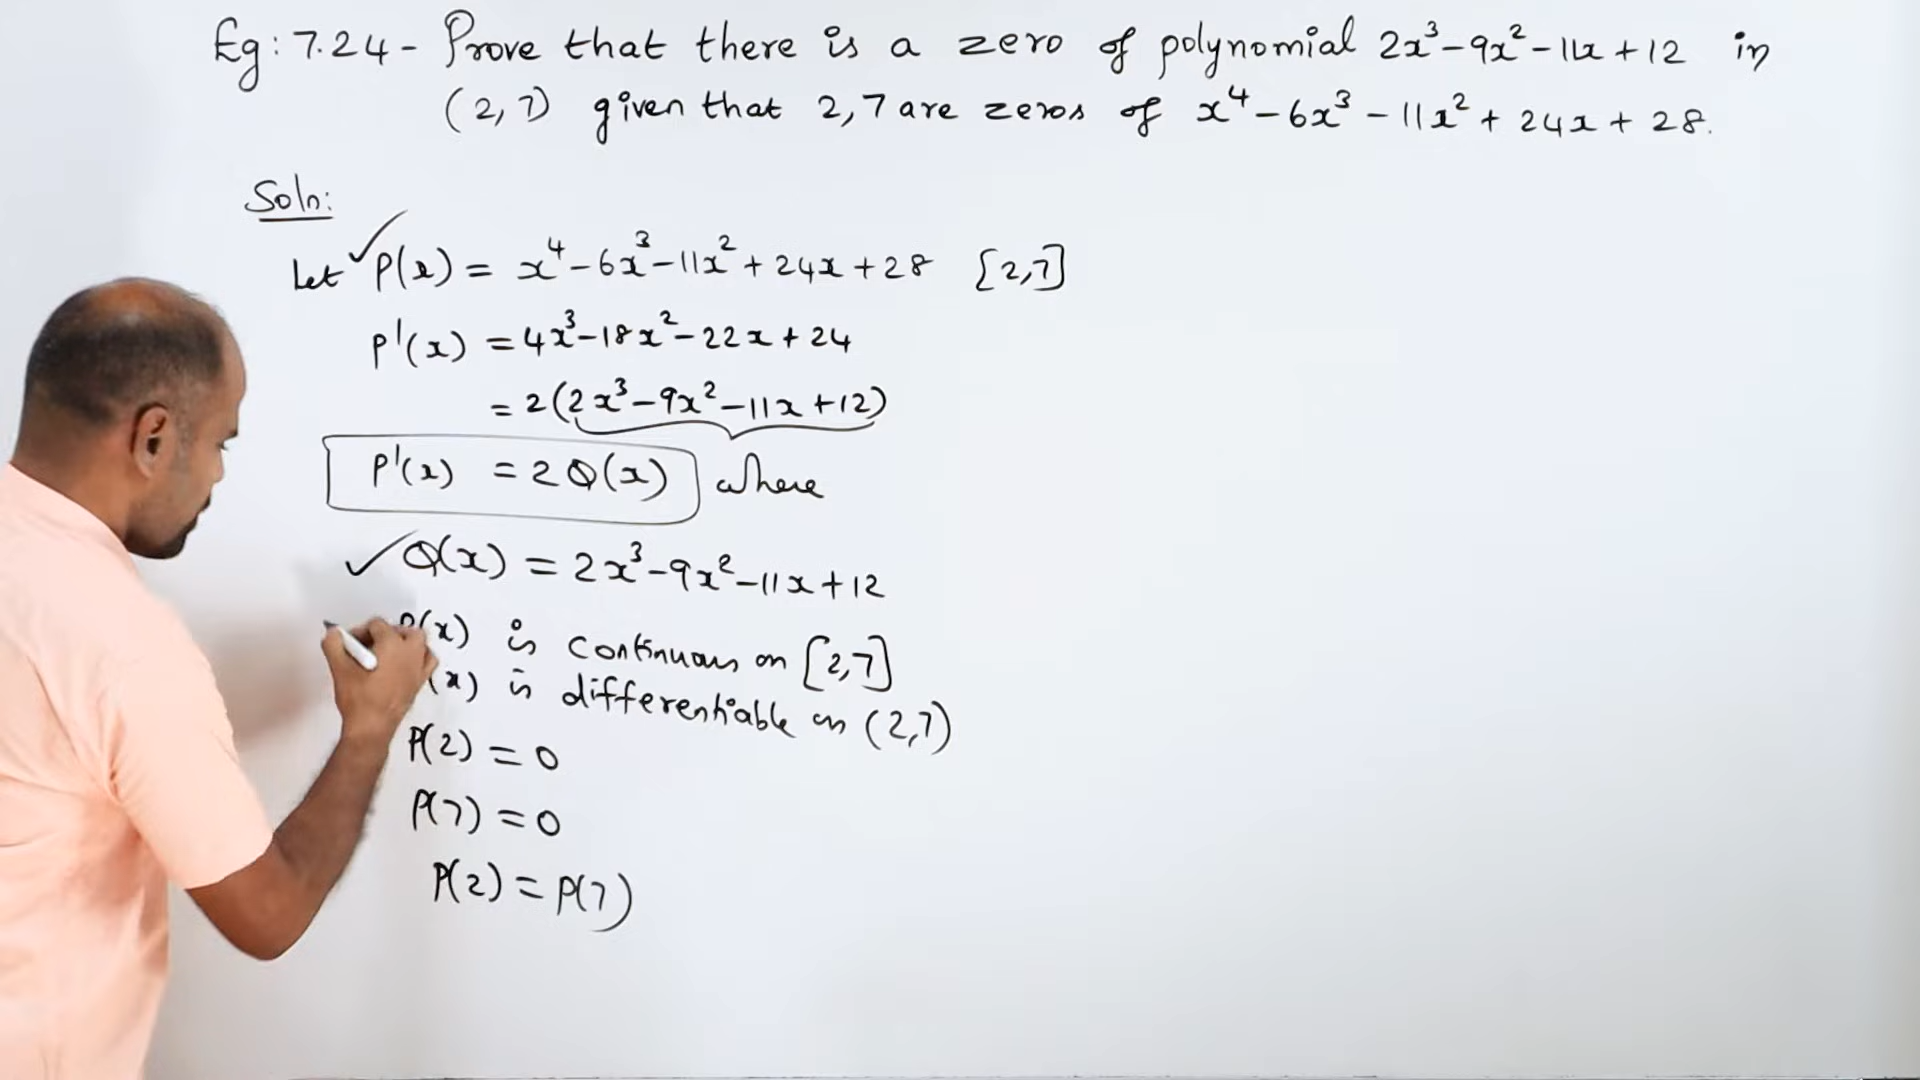 Eg: 7.24 - Prove that there is a zero of polynomial 2x³-9x²-11x+12 in
(2,7) given that 2,7 are zeros of x⁴-6x³-11x²+24x+28.
Soln:
Let P(x) = x⁴-6x³-11x²+24x+28 [2,7]
P'(x) = 4x³-18x²-22x+24
= 2(2x³-9x²-11x+12)
P'(x) = 2Q(x) where
Q(x) = 2x³-9x²-11x+12
P(x) is continuous on [2,7]
(x) is differentiable on (2,7)
P(2) = 0
P(7) = 0
P(2) = P(7)